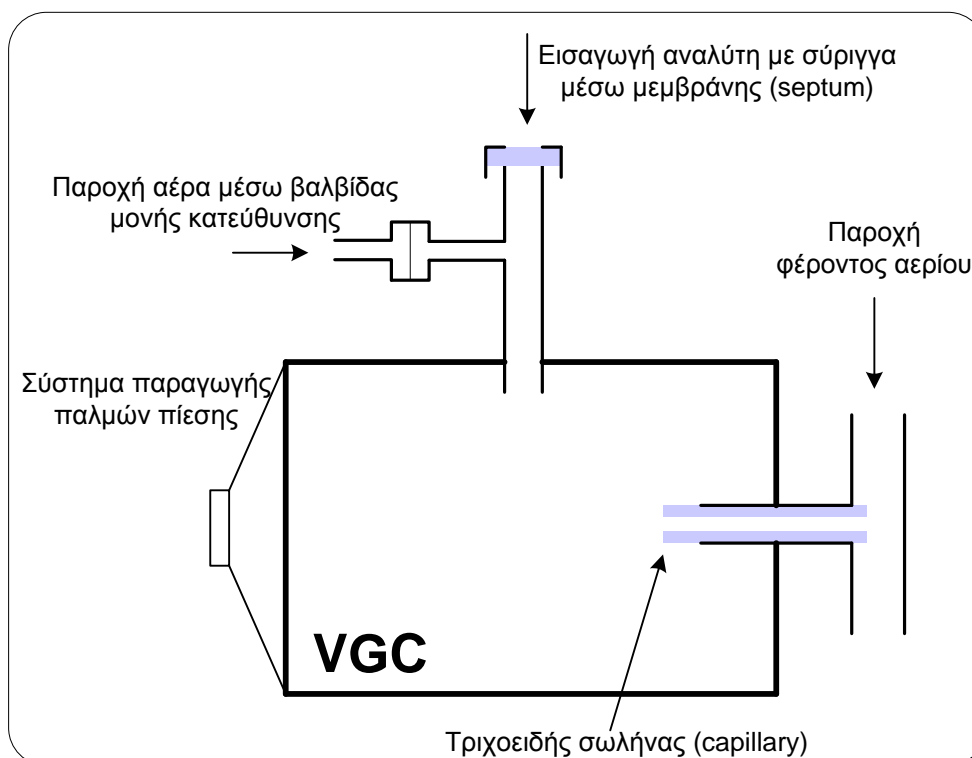 Εισαγωγή αναλύτη με σύριγγα
μέσω μεμβράνης (septum)
Παροχή αέρα μέσω βαλβίδας
μονής κατεύθυνσης
Παροχή
φέροντος αερίου
Σύστημα παραγωγής
παλμών πίεσης
VGC
Τριχοειδής σωλήνας (capillary)